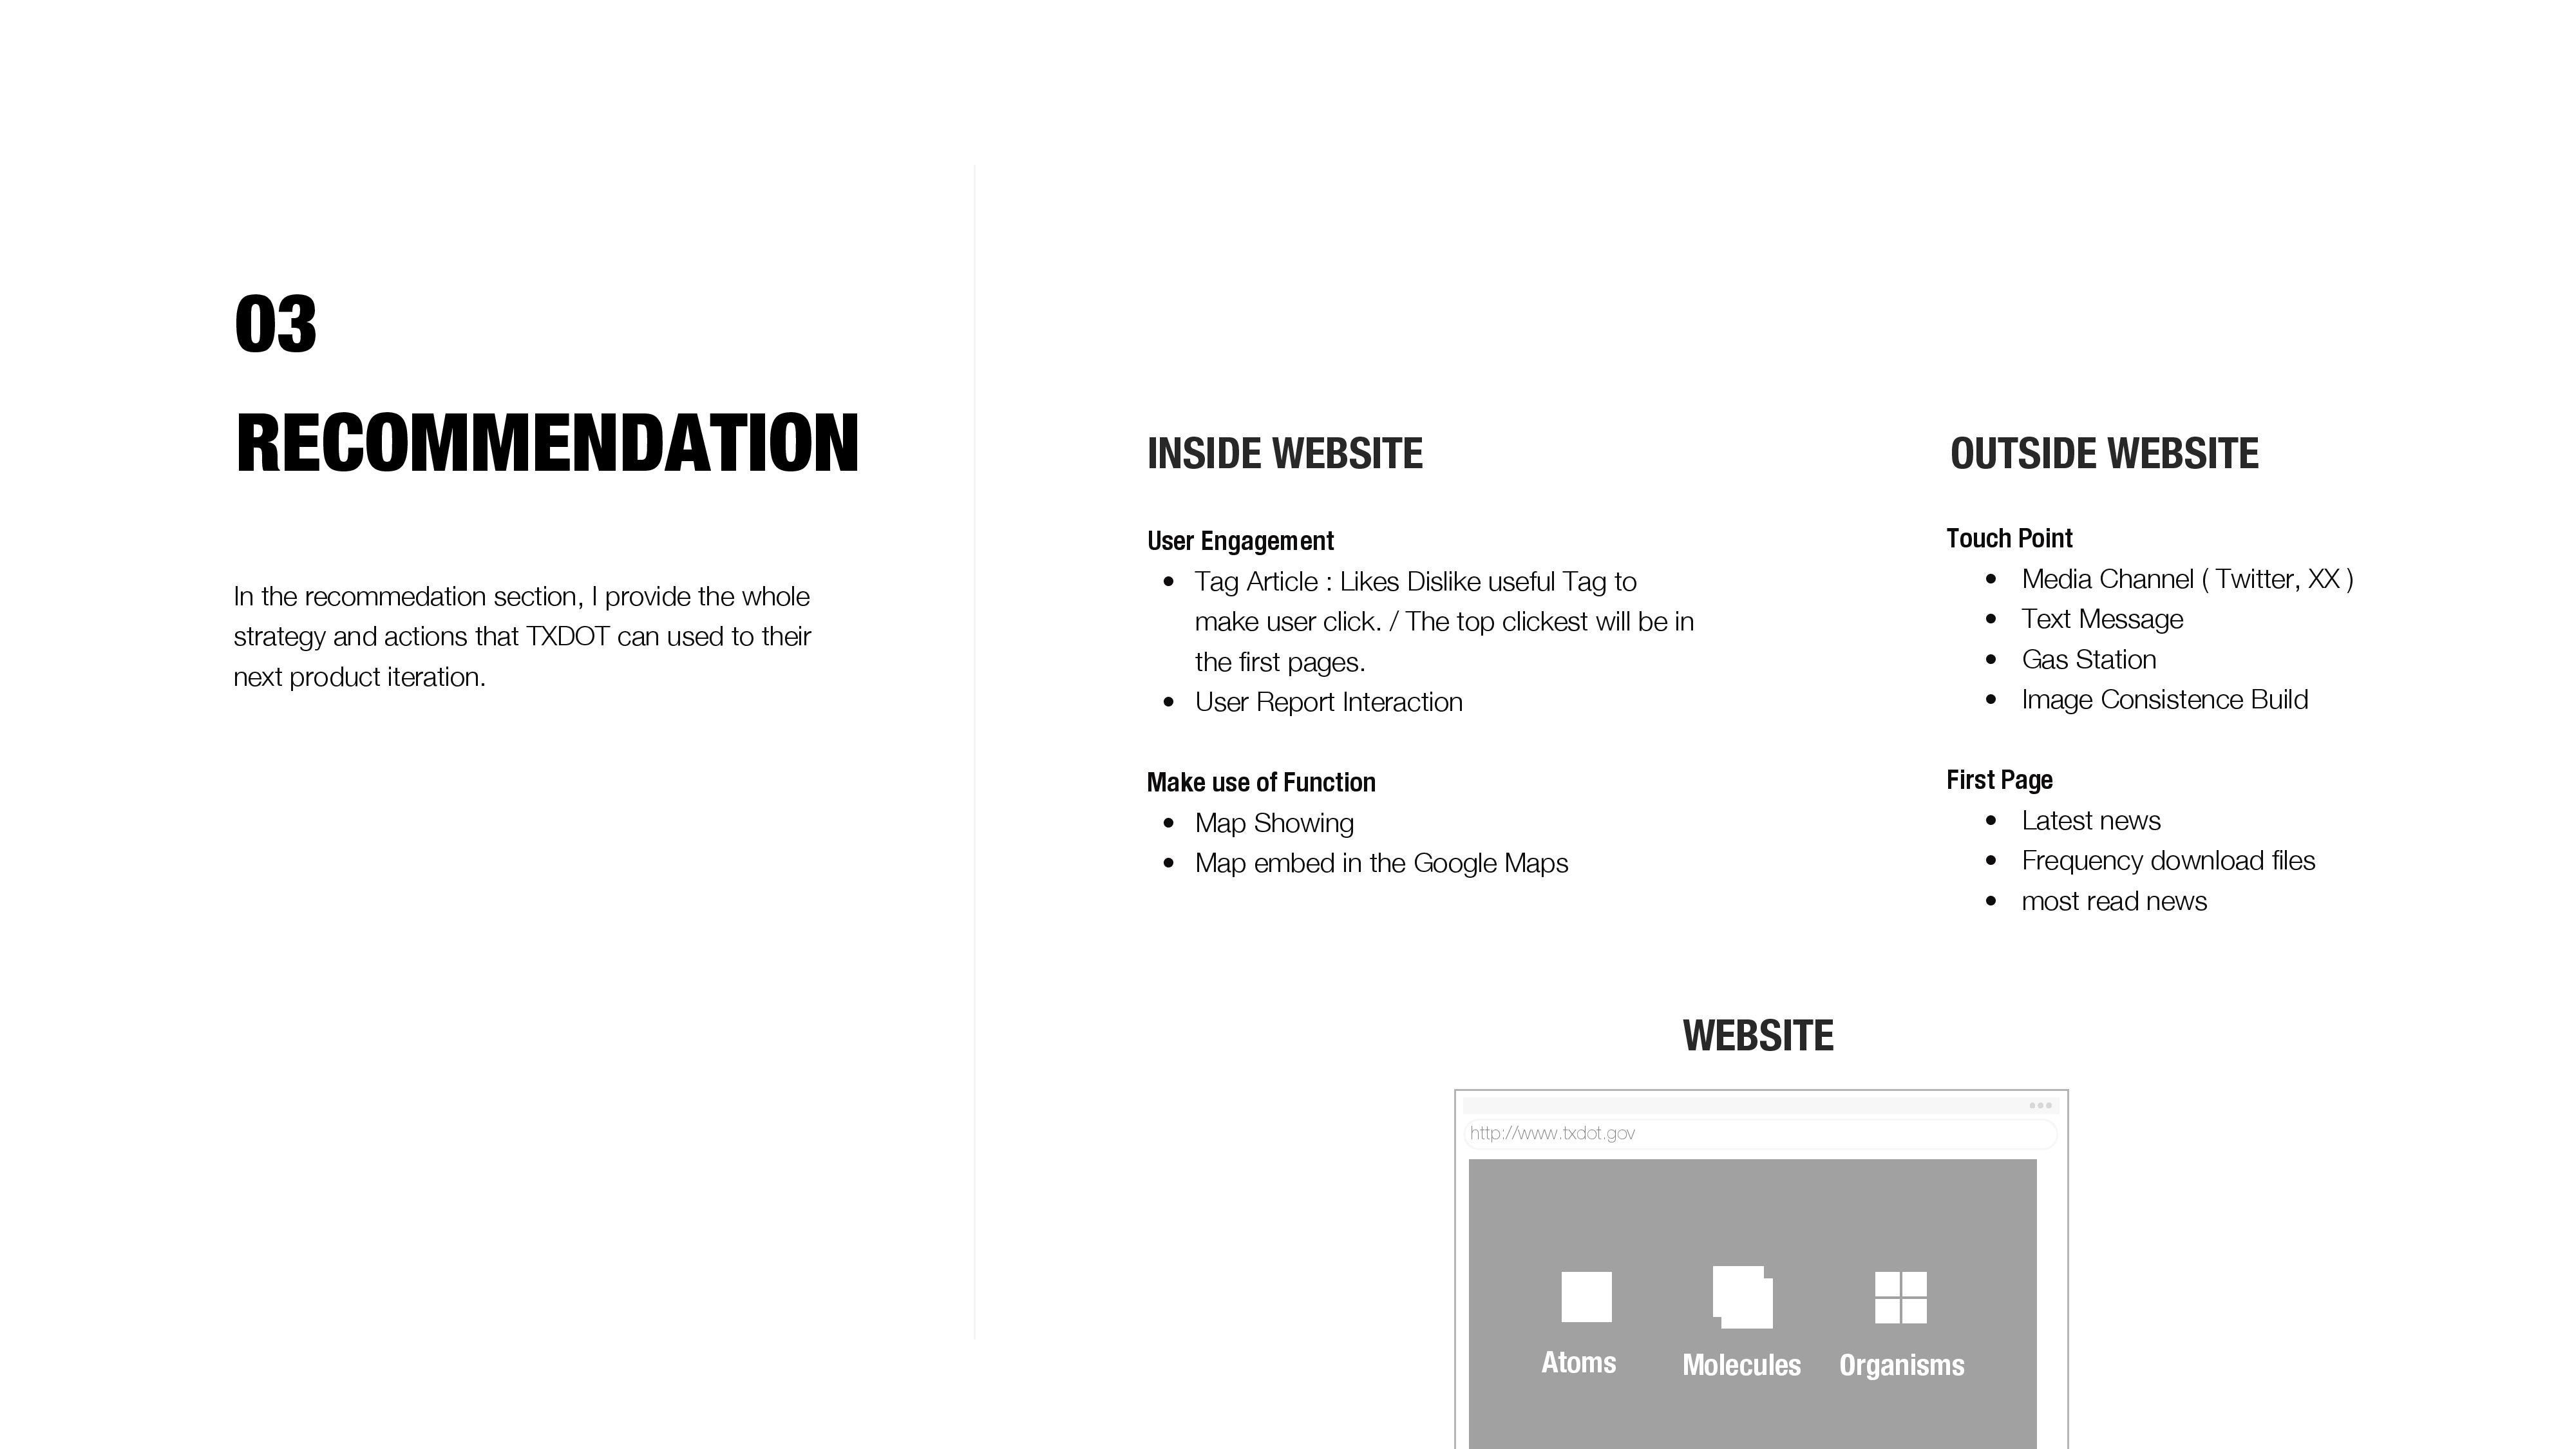 03
RECOMMENDATION
In the recommedation section, I provide the whole
strategy and actions that TXDOT can used to their
next product iteration.
INSIDE WEBSITE
User Engagement
• Tag Article : Likes Dislike useful Tag to
make user click. / The top clickest will be in
the first pages.
• User Report Interaction
Make use of Function
• Map Showing
• Map embed in the Google Maps
OUTSIDE WEBSITE
Touch Point
• Media Channel ( Twitter, XX )
• Text Message
• Gas Station
• Image Consistence Build
First Page
• Latest news
• Frequency download files
• most read news
WEBSITE
http://www.txdot.gov
Atoms
Molecules
Organisms